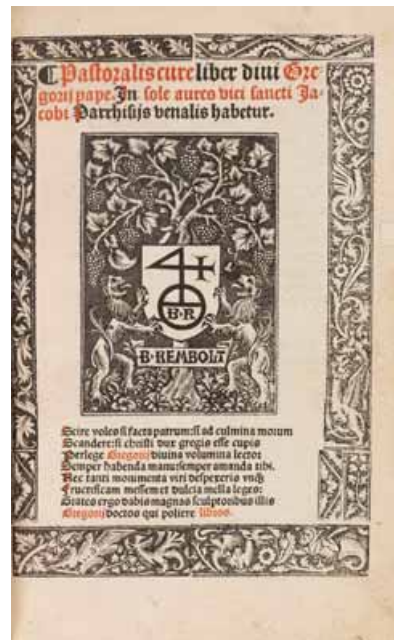 ¶ Pastoralis cure liber diui Gre
gorij pape. In sole aureo vici sancti Ja
cobi Parrhisijs venalis habetur.
B R
B · REMBOLT
Scire voles si facta patrum: si ad culmina morum
Scandere: si christi dux gregis esse cupis
Perlege Gregorij diuina volumina lector
Semper habenda manu: semper amanda tibi.
Nec tanti monumenta viri despexeris vnqȝ
Fructificam messem et dulcia mella leges:
Grates ergo dabis magnas sculptoribus illis
Gregorij doctos qui poliere libros.